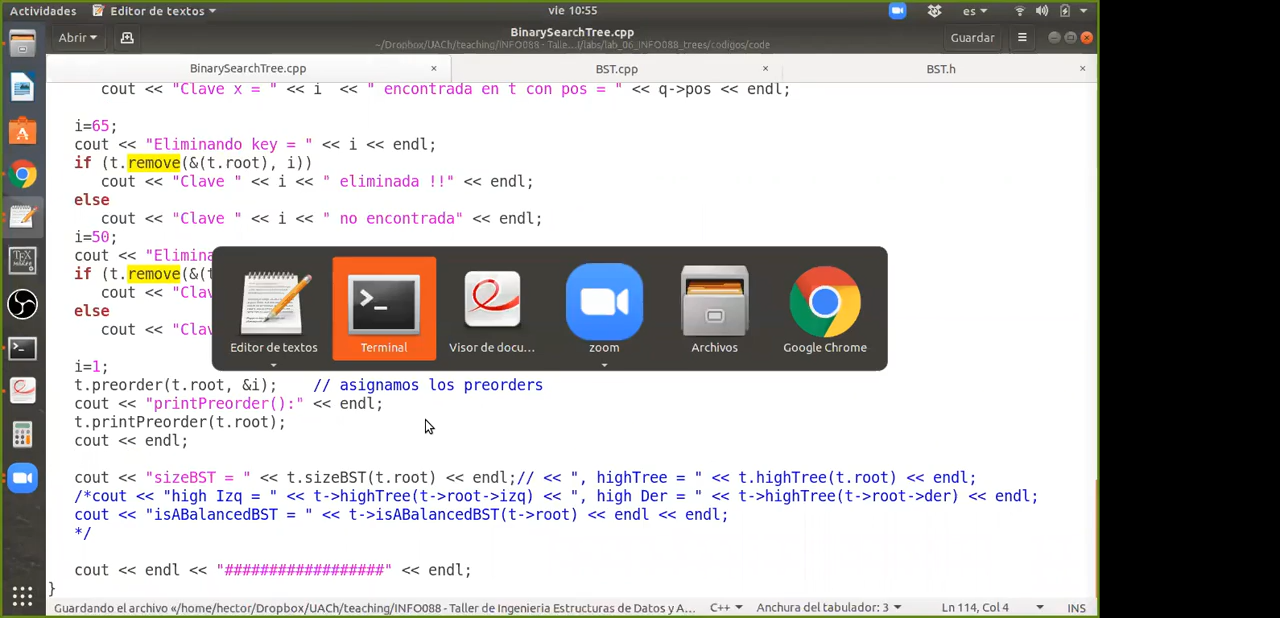 Actividades Editor de textos vie 10:55 es
Abrir BinarySearchTree.cpp Guardar
~/Dropbox/UACh/teaching/INFO088 - Talle…l/labs/lab_06_INFO088_trees/codigos/code
BinarySearchTree.cpp × BST.cpp × BST.h ×
cout << "Clave x = " << i << " encontrada en t con pos = " << q->pos << endl;
i=65;
cout << "Eliminando key = " << i << endl;
if (t.remove(&(t.root), i))
cout << "Clave " << i << " eliminada !!" << endl;
else
cout << "Clave " << i << " no encontrada" << endl;
i=50;
cout << "Elimina
if (t.remove(&(t
cout << "Cla
else
cout << "Cla
Editor de textos Terminal Visor de docu... zoom Archivos Google Chrome
i=1;
t.preorder(t.root, &i); // asignamos los preorders
cout << "printPreorder():" << endl;
t.printPreorder(t.root);
cout << endl;
cout << "sizeBST = " << t.sizeBST(t.root) << endl;// << ", highTree = " << t.highTree(t.root) << endl;
/*cout << "high Izq = " << t->highTree(t->root->izq) << ", high Der = " << t->highTree(t->root->der) << endl;
cout << "isABalancedBST = " << t->isABalancedBST(t->root) << endl << endl;
*/
cout << endl << "##################" << endl;
}
Guardando el archivo «/home/hector/Dropbox/UACh/teaching/INFO088 - Taller de Ingenieria Estructuras de Datos y A... C++ Anchura del tabulador: 3 Ln 114, Col 4 INS